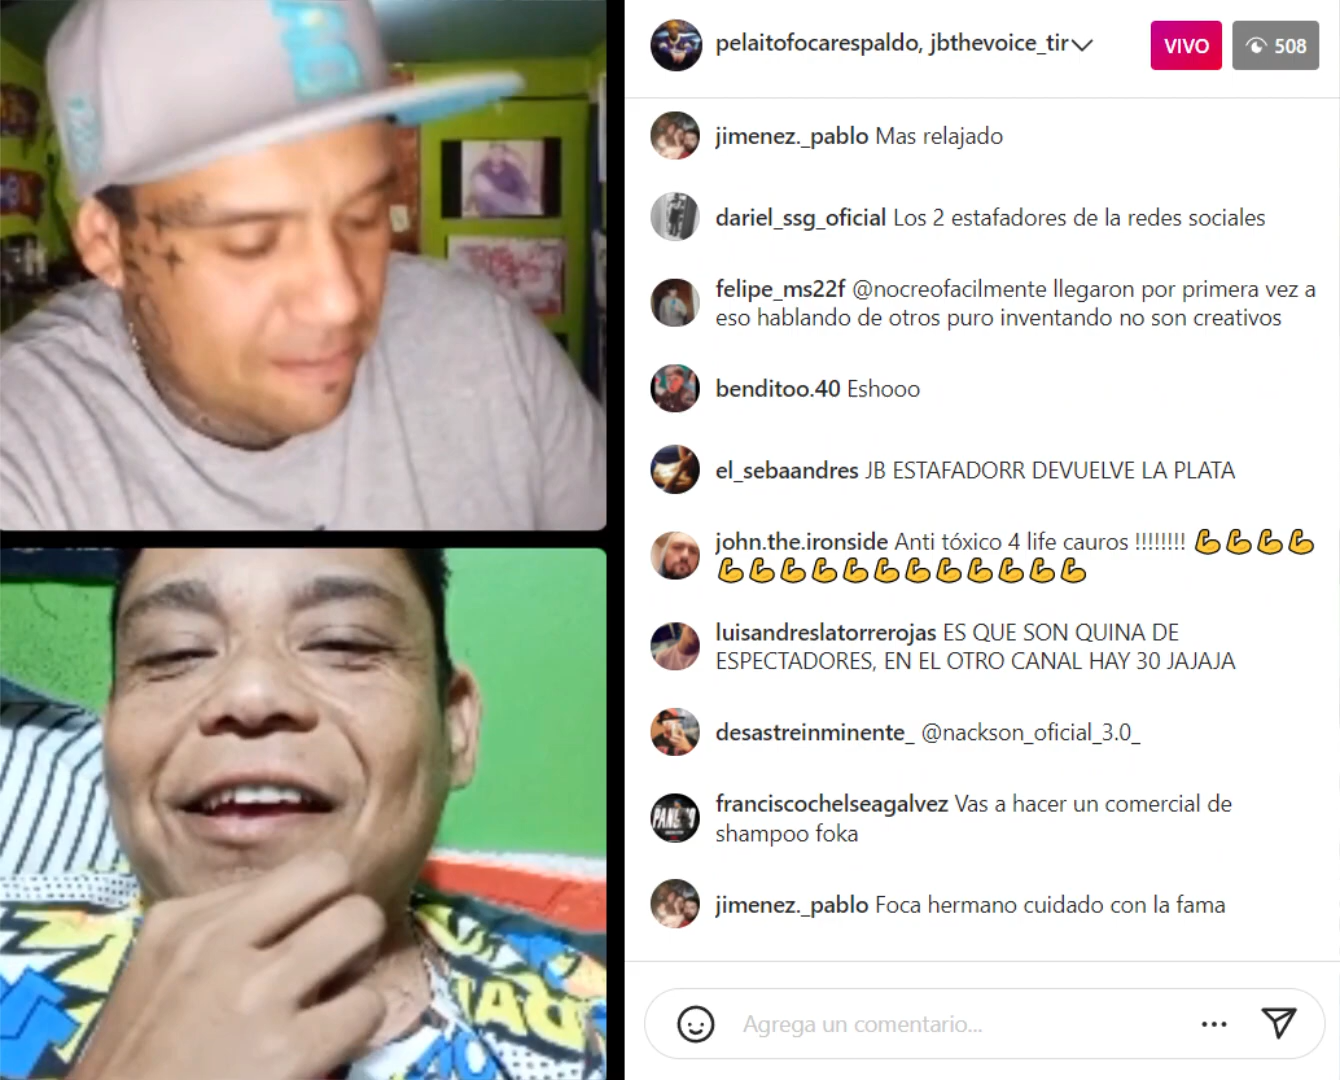 pelaitofocarespaldo, jbthevoice_tir
VIVO
508
jimenez._pablo Mas relajado
dariel_ssg_oficial Los 2 estafadores de la redes sociales
felipe_ms22f @nocreofacilmente llegaron por primera vez a
eso hablando de otros puro inventando no son creativos
benditoo.40 Eshooo
el_sebaandres JB ESTAFADORR DEVUELVE LA PLATA
john.the.ironside Anti tóxico 4 life cauros !!!!!!!! 💪💪💪💪
💪💪💪💪💪💪💪💪💪💪💪💪
luisandreslatorrerojas ES QUE SON QUINA DE
ESPECTADORES, EN EL OTRO CANAL HAY 30 JAJAJA
desastreinminente_ @nackson_oficial_3.0_
franciscochelseagalvez Vas a hacer un comercial de
shampoo foka
jimenez._pablo Foca hermano cuidado con la fama
Agrega un comentario...